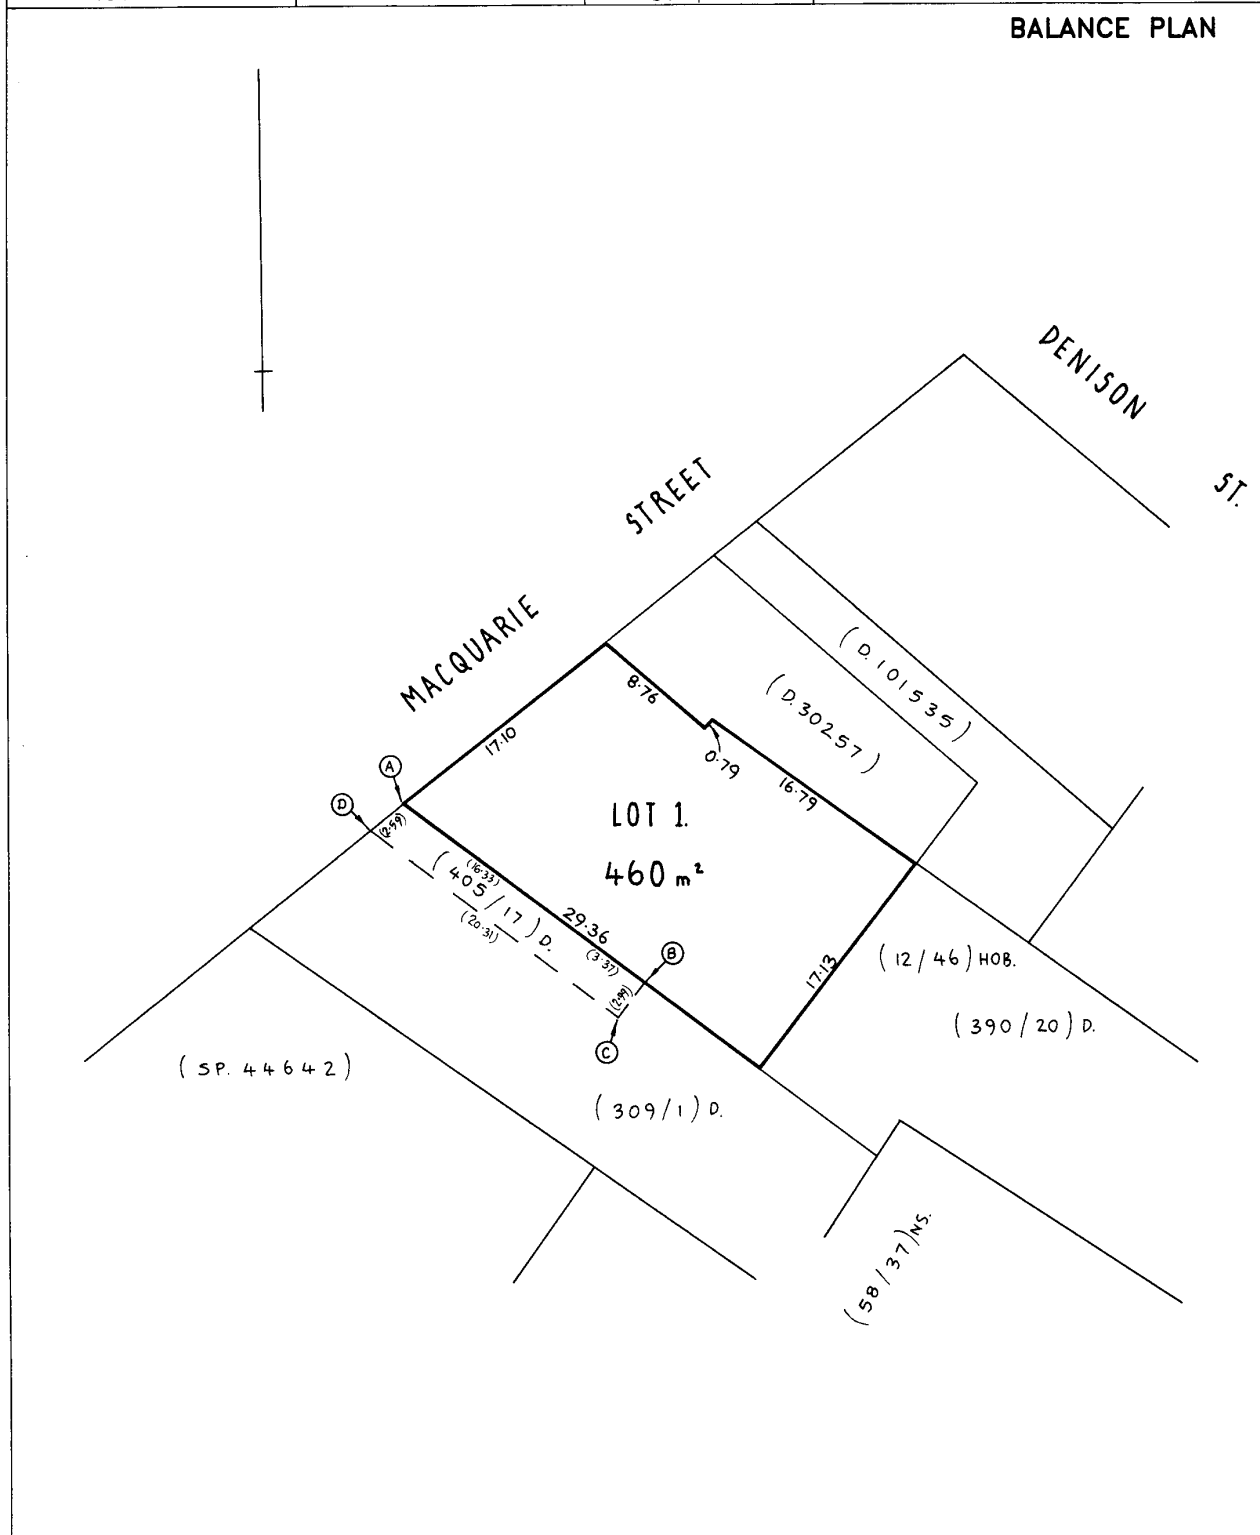 BALANCE PLAN
DENISON
ST.
MACQUARIE STREET
(D.101535)
(D.30257)
8·76
0·79
16·79
17·10
A
D
(2·59)
LOT 1.
460 m²
(16·33)
(405/17) D.
(20·31)
29·36
(3·37)
B
(2·99)
C
17·13
(12/46) HOB.
(390/20) D.
(SP. 44642)
(309/1) D.
(58/37) NS.